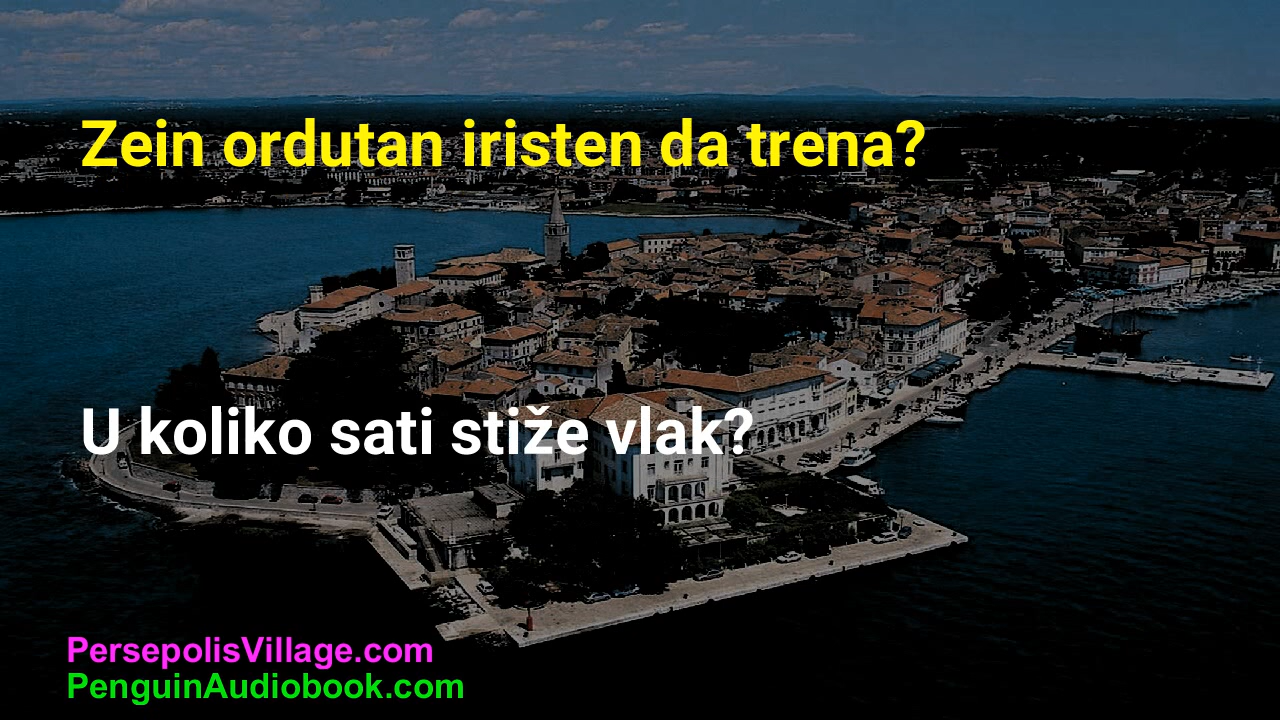 Zein ordutan iristen da trena?
U koliko sati stiže vlak?
PersepolisVillage.com
PenguinAudiobook.com